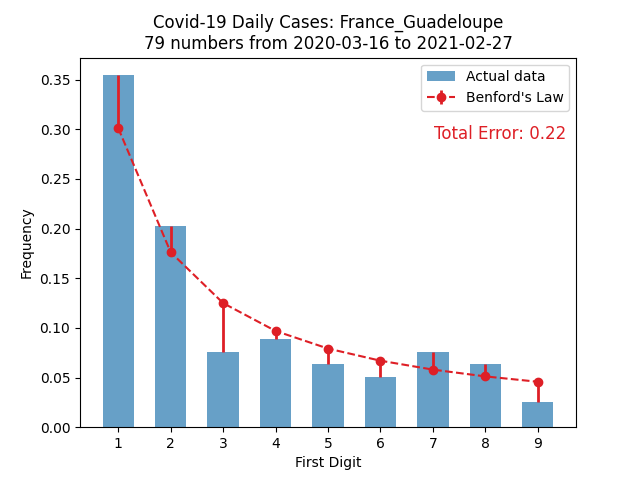 Covid-19 Daily Cases: France_Guadeloupe
79 numbers from 2020-03-16 to 2021-02-27
Actual data
Benford's Law
Total Error: 0.22
Frequency
0.35
0.30
0.25
0.20
0.15
0.10
0.05
0.00
1 2 3 4 5 6 7 8 9
First Digit